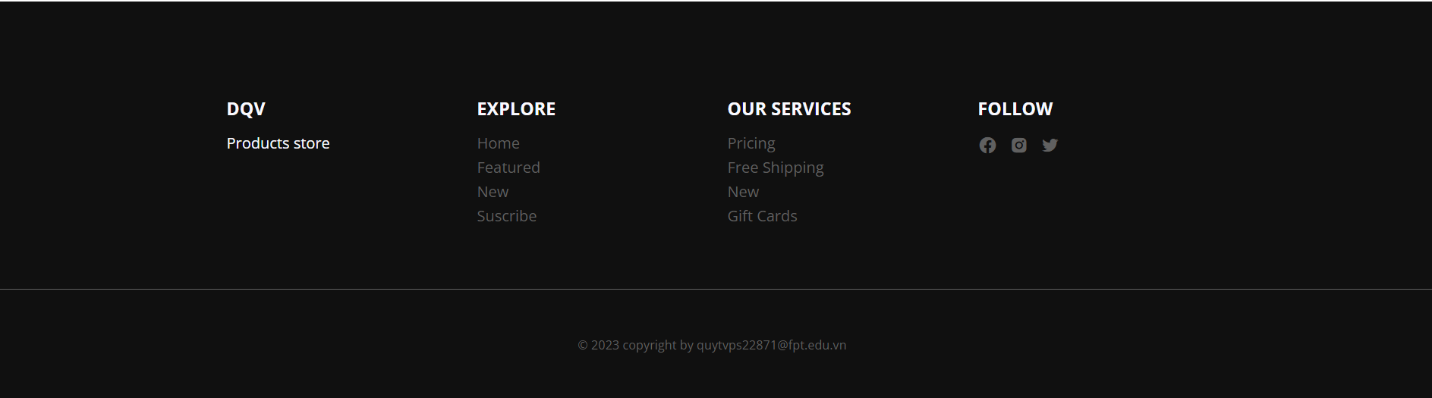 DQV
Products store
EXPLORE
Home
Featured
New
Suscribe
OUR SERVICES
Pricing
Free Shipping
New
Gift Cards
FOLLOW
© 2023 copyright by quytvps22871@fpt.edu.vn